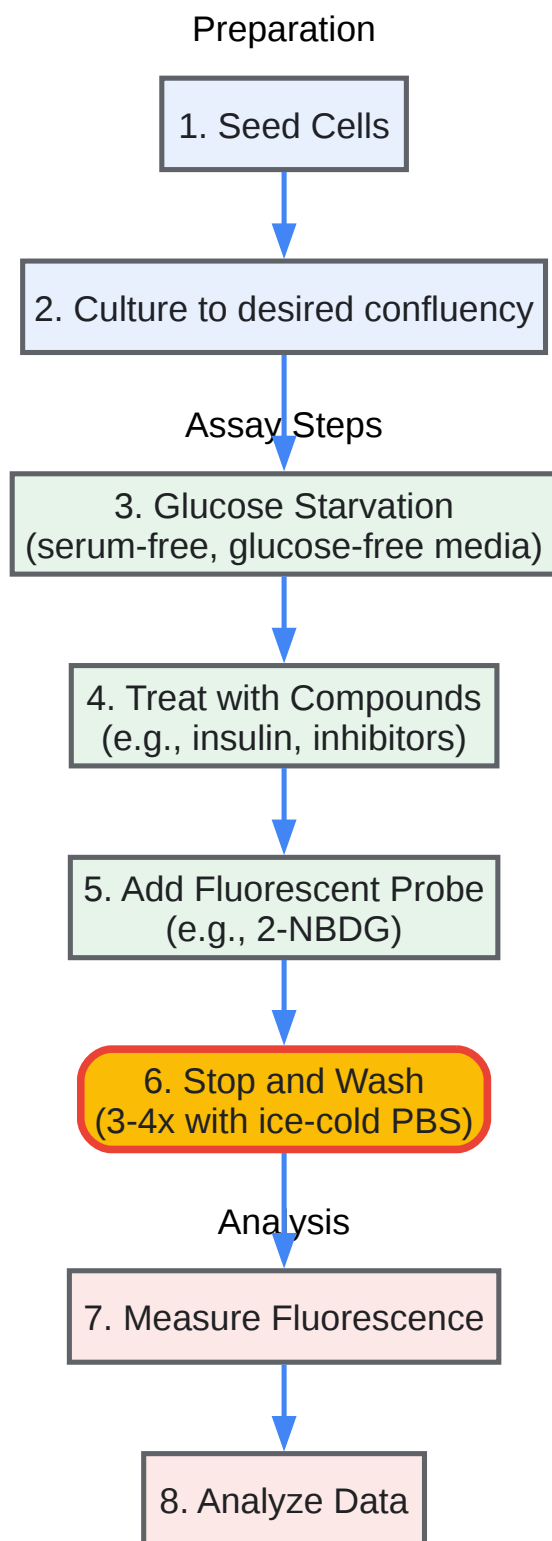 Preparation
1. Seed Cells
2. Culture to desired confluency
Assay Steps
3. Glucose Starvation
(serum-free, glucose-free media)
4. Treat with Compounds
(e.g., insulin, inhibitors)
5. Add Fluorescent Probe
(e.g., 2-NBDG)
6. Stop and Wash
(3-4x with ice-cold PBS)
Analysis
7. Measure Fluorescence
8. Analyze Data